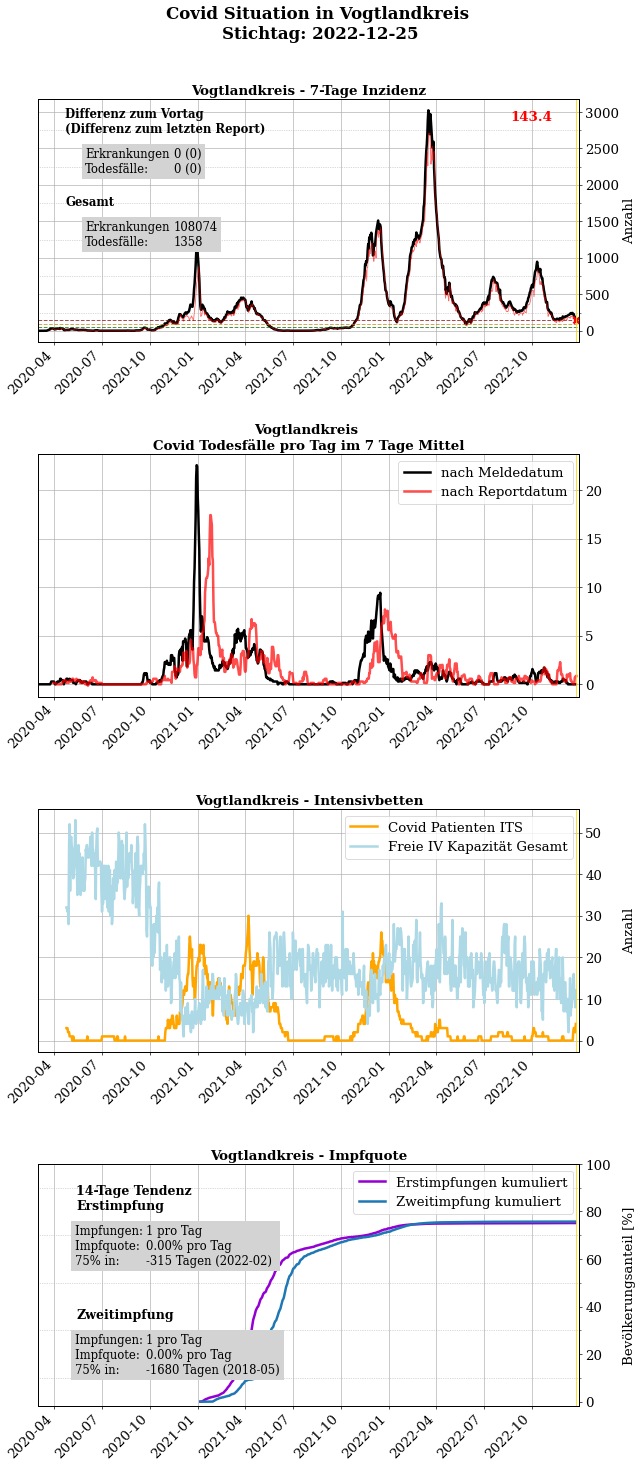 Covid Situation in Vogtlandkreis
Stichtag: 2022-12-25
Vogtlandkreis - 7-Tage Inzidenz
Differenz zum Vortag
(Differenz zum letzten Report)
Erkrankungen 0 (0)
Todesfälle: 0 (0)
Gesamt
Erkrankungen 108074
Todesfälle: 1358
143.4
3000
2500
2000
1500
1000
500
0
Anzahl
2020-04
2020-07
2020-10
2021-01
2021-04
2021-07
2021-10
2022-01
2022-04
2022-07
2022-10
Vogtlandkreis
Covid Todesfälle pro Tag im 7 Tage Mittel
nach Meldedatum
nach Reportdatum
20
15
10
5
0
2020-04
2020-07
2020-10
2021-01
2021-04
2021-07
2021-10
2022-01
2022-04
2022-07
2022-10
Vogtlandkreis - Intensivbetten
Covid Patienten ITS
Freie IV Kapazität Gesamt
50
40
30
20
10
0
Anzahl
2020-04
2020-07
2020-10
2021-01
2021-04
2021-07
2021-10
2022-01
2022-04
2022-07
2022-10
Vogtlandkreis - Impfquote
14-Tage Tendenz
Erstimpfung
Impfungen: 1 pro Tag
Impfquote: 0.00% pro Tag
75% in: -315 Tagen (2022-02)
Zweitimpfung
Impfungen: 1 pro Tag
Impfquote: 0.00% pro Tag
75% in: -1680 Tagen (2018-05)
Erstimpfungen kumuliert
Zweitimpfung kumuliert
100
80
60
40
20
0
Bevölkerungsanteil [%]
2020-04
2020-07
2020-10
2021-01
2021-04
2021-07
2021-10
2022-01
2022-04
2022-07
2022-10